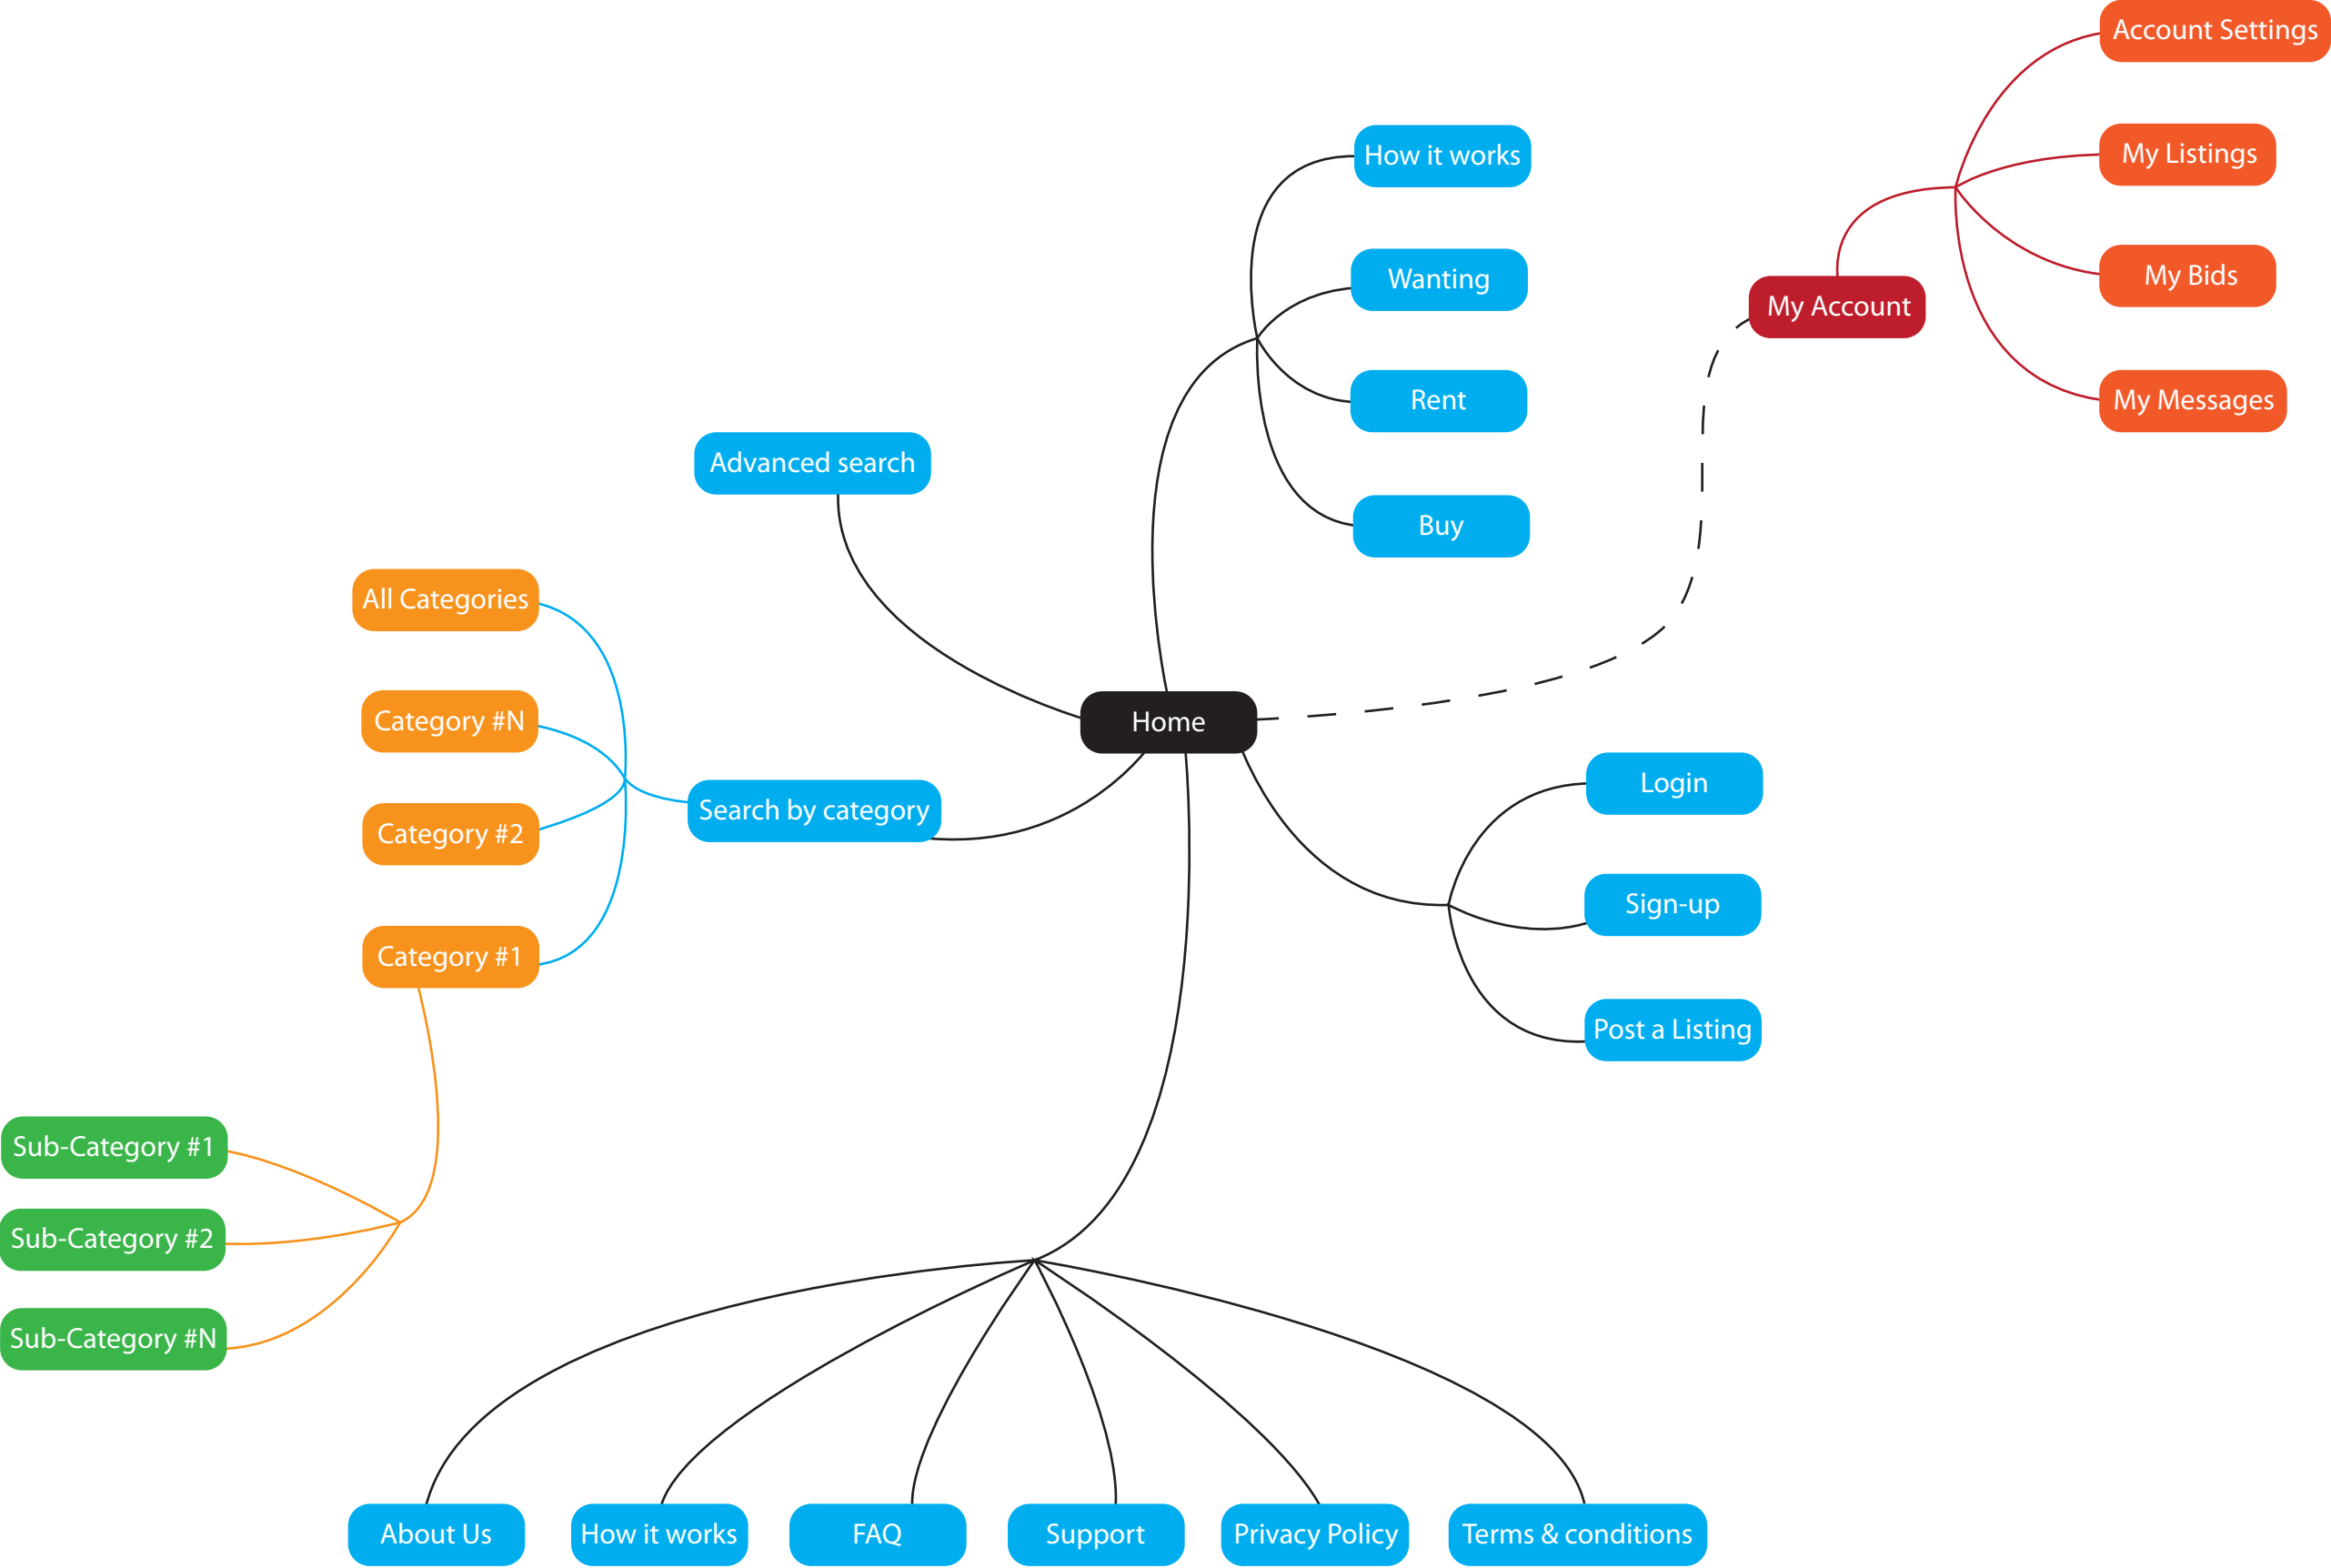 Account Settings
How it works
My Listings
Wanting
My Bids
My Account
Rent
My Messages
Advanced search
Buy
All Categories
Category #N
Home
Login
Search by category
Category #2
Sign-up
Category #1
Post a Listing
Sub-Category #1
Sub-Category #2
Sub-Category #N
About Us
How it works
FAQ
Support
Privacy Policy
Terms & conditions